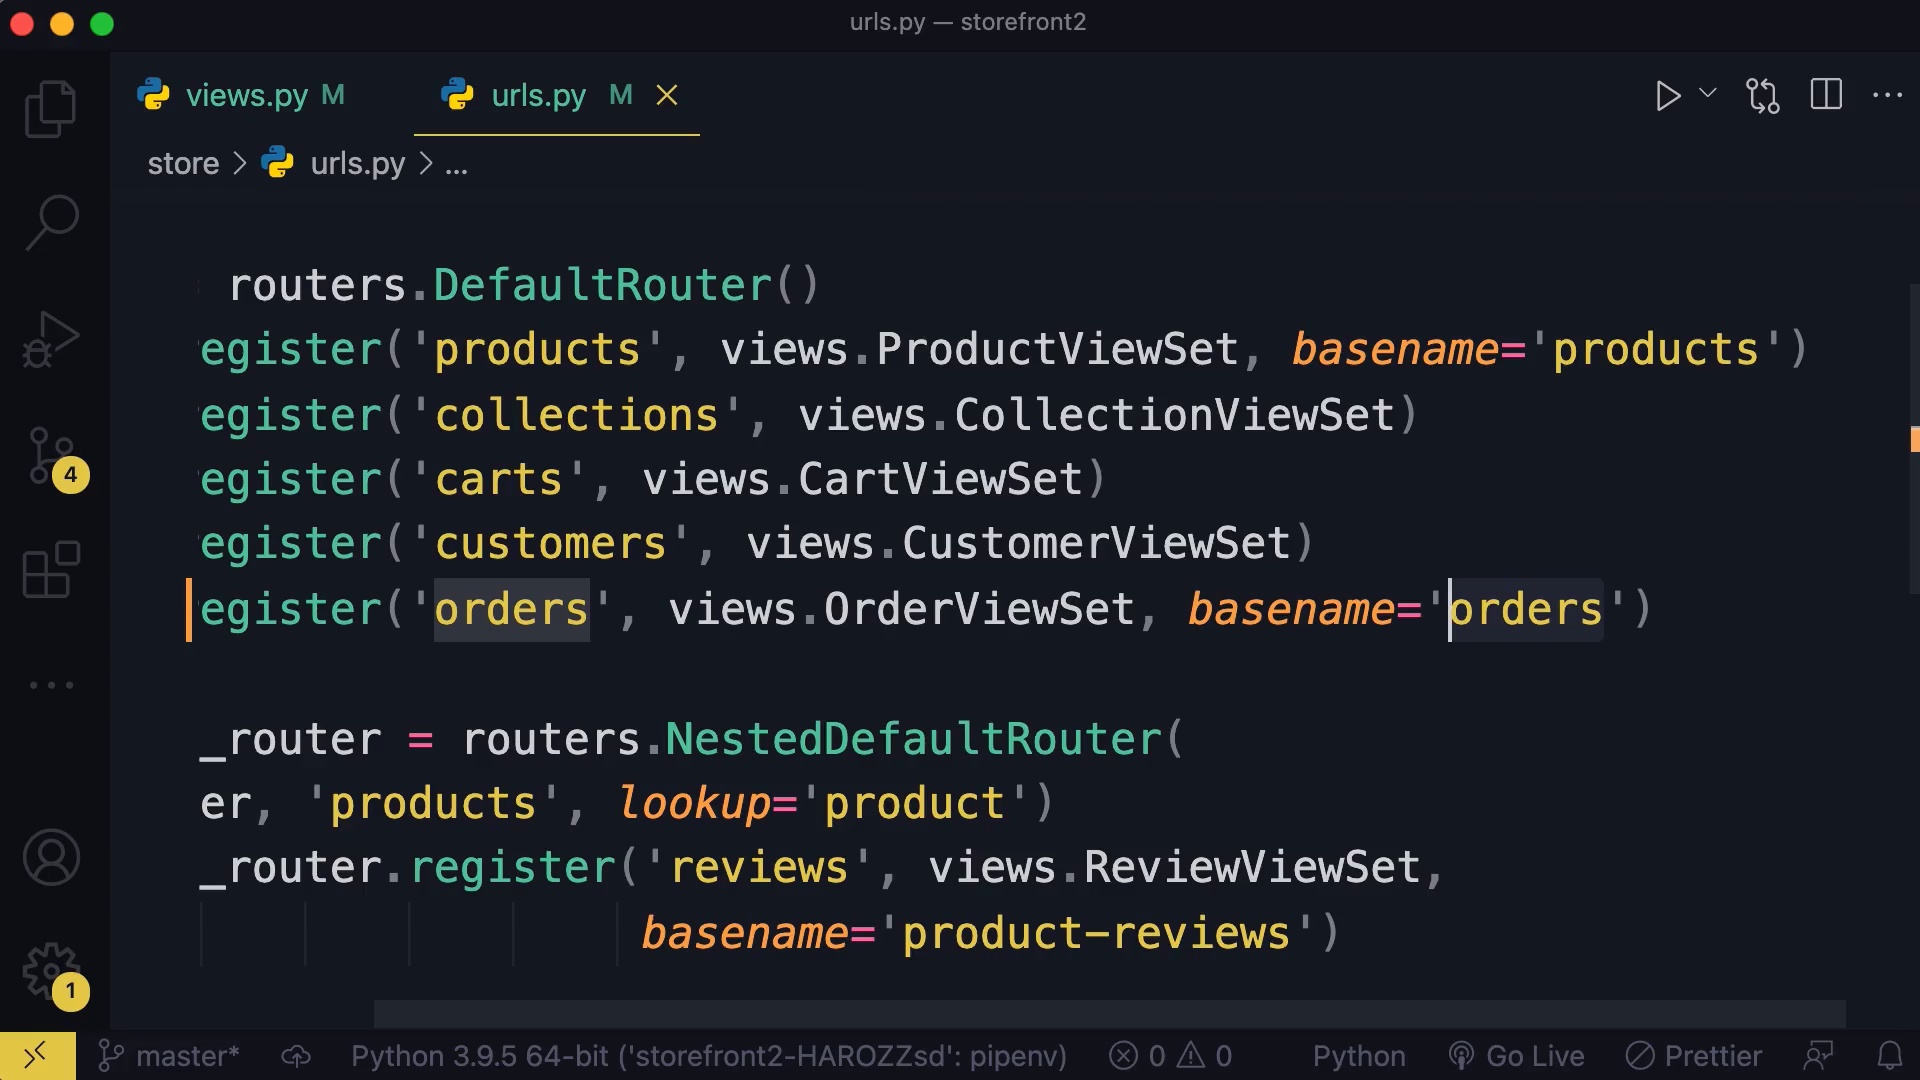 urls.py — storefront2
views.py M urls.py M
store > urls.py > ...
routers.DefaultRouter()
egister('products', views.ProductViewSet, basename='products')
egister('collections', views.CollectionViewSet)
egister('carts', views.CartViewSet)
egister('customers', views.CustomerViewSet)
egister('orders', views.OrderViewSet, basename='orders')
_router = routers.NestedDefaultRouter(
er, 'products', lookup='product')
_router.register('reviews', views.ReviewViewSet,
basename='product-reviews')
4
1
master* Python 3.9.5 64-bit ('storefront2-HAROZZsd': pipenv) 0 0 Python Go Live Prettier